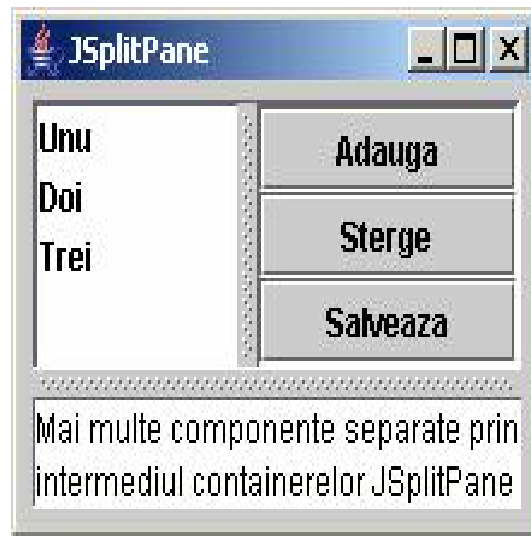 JSplitPane
Unu
Doi
Trei
Adauga
Sterge
Salveaza
Mai multe componente separate prin
intermediul containerelor JSplitPane